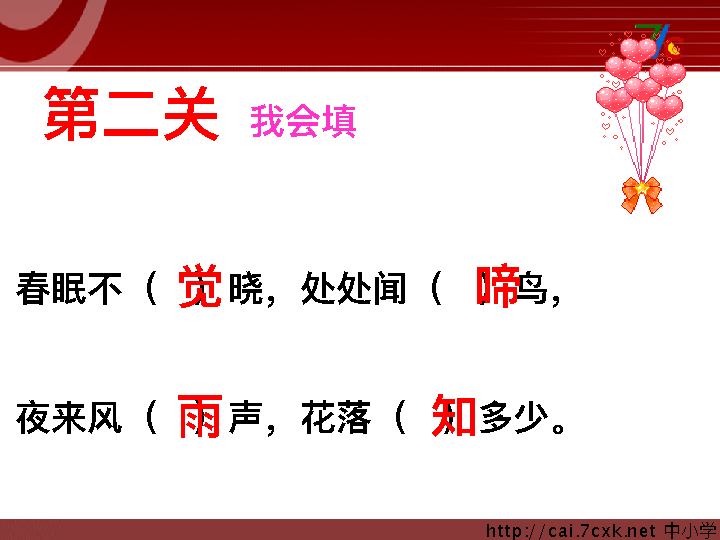 第二关 我会填
春眠不（觉）晓，处处闻（啼）鸟，
夜来风（雨）声，花落（知）多少。
http://cai.7cxk.net 中小学